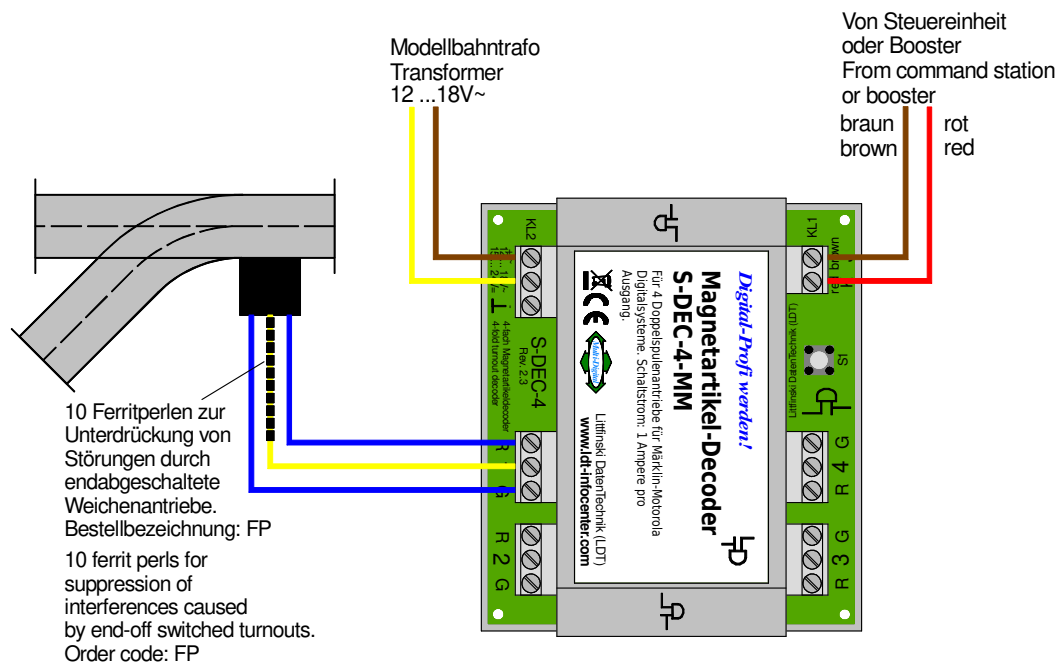 Modellbahntrafo
Transformer
12 ...18V~
Von Steuereinheit
oder Booster
From command station
or booster
braun
brown
rot
red
10 Ferritperlen zur
Unterdrückung von
Störungen durch
endabgeschaltete
Weichenantriebe.
Bestellbezeichnung: FP
10 ferrit perls for
suppression of
interferences caused
by end-off switched turnouts.
Order code: FP
KL2
S-DEC-4
Rev. 2.3
4-fach Magnetartikeldecoder
4-fold turnout decoder
R
G
R 2 G
Digital-Profi werden!
Magnetartikel-Decoder
S-DEC-4-MM
Für 4 Doppelspulenantriebe für Märklin-Motorola
Digitalsysteme. Schaltstrom: 1 Ampere pro
Ausgang.
CE
Multi-Digital
Littfinski DatenTechnik (LDT)
www.ldt-infocenter.com
KL1
red brown
S1
Littfinski DatenTechnik (LDT)
R 4 G
R 3 G